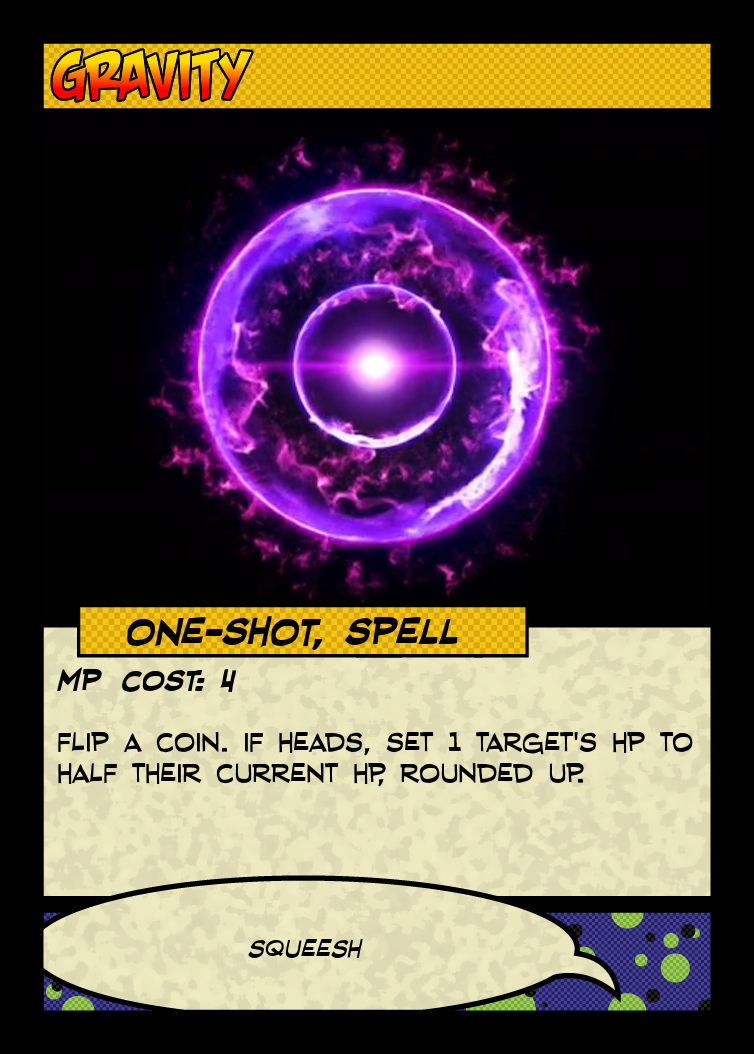 GRAVITY
ONE-SHOT, SPELL
MP COST: 4
FLIP A COIN. IF HEADS, SET 1 TARGET'S HP TO
HALF THEIR CURRENT HP, ROUNDED UP.
SQUEESH